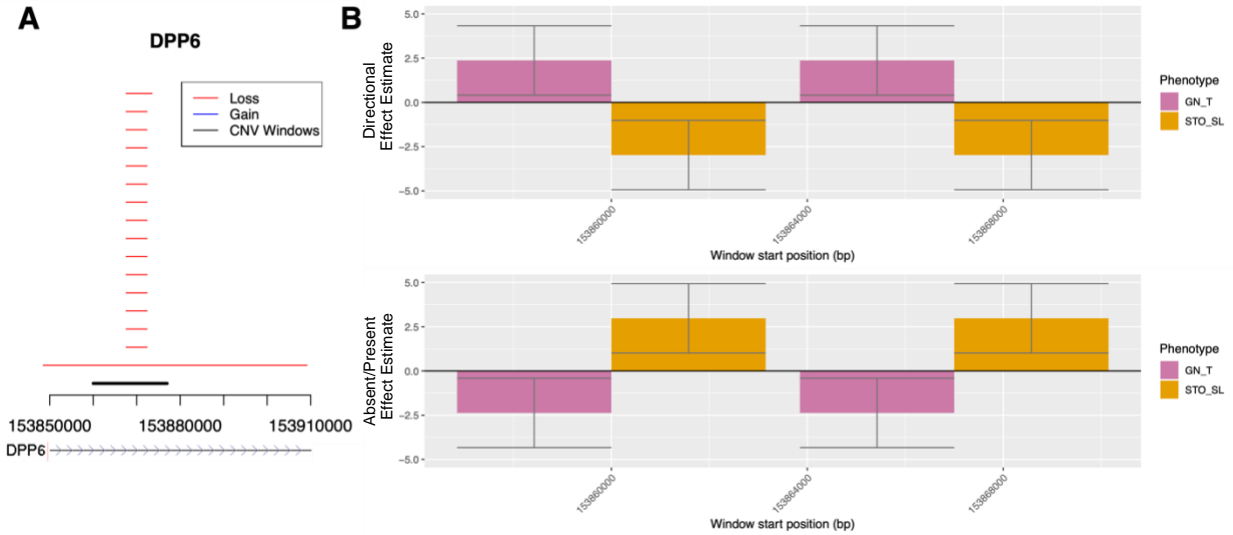 A
DPP6
Loss
Gain
CNV Windows
153850000
153880000
153910000
DPP6
B
Directional
Effect Estimate
5.0
2.5
0.0
−2.5
−5.0
153860000
153864000
153868000
Window start position (bp)
Phenotype
GN_T
STO_SL
Absent/Present
Effect Estimate
5.0
2.5
0.0
−2.5
−5.0
153860000
153864000
153868000
Window start position (bp)
Phenotype
GN_T
STO_SL